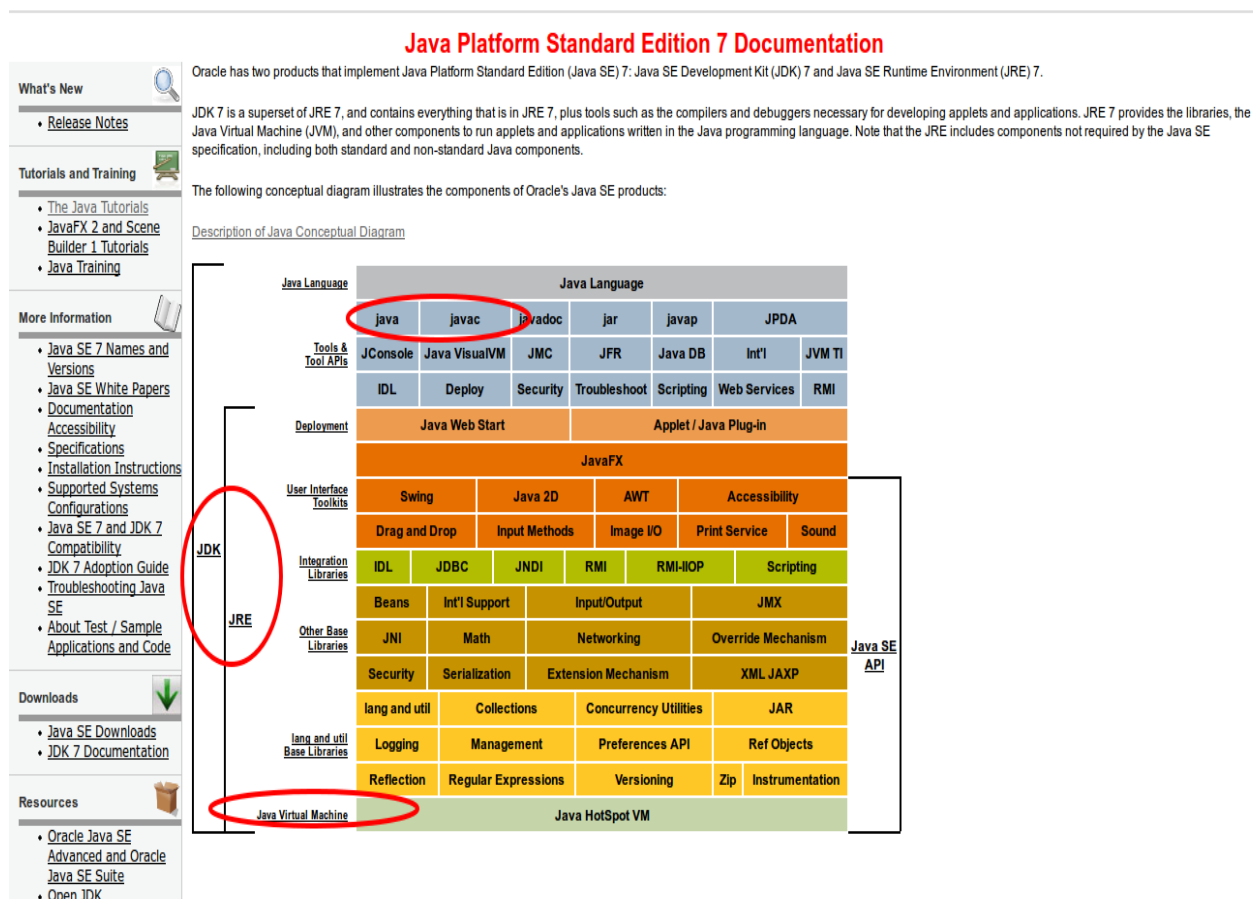 Java Platform Standard Edition 7 Documentation
What's New
Release Notes
Tutorials and Training
The Java Tutorials
JavaFX 2 and Scene
Builder 1 Tutorials
Java Training
More Information
Java SE 7 Names and
Versions
Java SE White Papers
Documentation
Accessibility
Specifications
Installation Instructions
Supported Systems
Configurations
Java SE 7 and JDK 7
Compatibility
JDK 7 Adoption Guide
Troubleshooting Java
SE
About Test / Sample
Applications and Code
Downloads
Java SE Downloads
JDK 7 Documentation
Resources
Oracle Java SE
Advanced and Oracle
Java SE Suite
Open JDK
Oracle has two products that implement Java Platform Standard Edition (Java SE) 7: Java SE Development Kit (JDK) 7 and Java SE Runtime Environment (JRE) 7.
JDK 7 is a superset of JRE 7, and contains everything that is in JRE 7, plus tools such as the compilers and debuggers necessary for developing applets and applications. JRE 7 provides the libraries, the
Java Virtual Machine (JVM), and other components to run applets and applications written in the Java programming language. Note that the JRE includes components not required by the Java SE
specification, including both standard and non-standard Java components.
The following conceptual diagram illustrates the components of Oracle's Java SE products:
Description of Java Conceptual Diagram
Java Language Java Language
java javac javadoc jar javap JPDA
Tools &
Tool APIs
JConsole Java VisualVM JMC JFR Java DB Int'l JVM TI
IDL Deploy Security Troubleshoot Scripting Web Services RMI
Deployment Java Web Start Applet / Java Plug-in
JavaFX
User Interface
Toolkits
Swing Java 2D AWT Accessibility
Drag and Drop Input Methods Image I/O Print Service Sound
JDK
Integration
Libraries
IDL JDBC JNDI RMI RMI-IIOP Scripting
Beans Int'l Support Input/Output JMX
JRE
Other Base
Libraries
JNI Math Networking Override Mechanism
Java SE
API
Security Serialization Extension Mechanism XML JAXP
lang and util Collections Concurrency Utilities JAR
lang and util
Base Libraries
Logging Management Preferences API Ref Objects
Reflection Regular Expressions Versioning Zip Instrumentation
Java Virtual Machine Java HotSpot VM